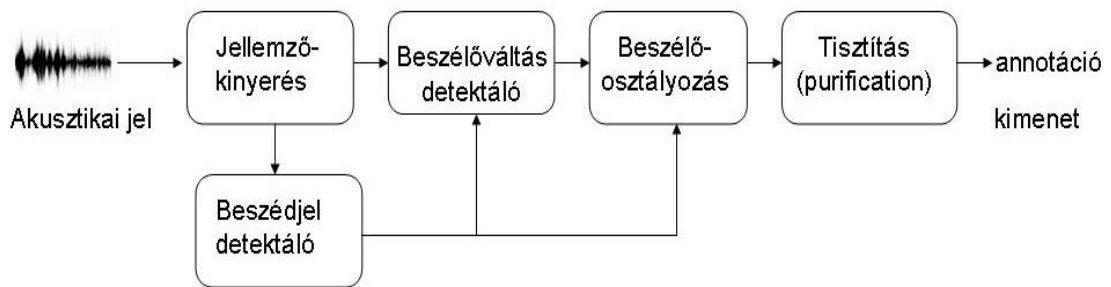 Akusztikai jel
Jellemző-
kinyerés
Beszélőváltás
detektáló
Beszélő-
osztályozás
Tisztítás
(purification)
annotáció
kimenet
Beszédjel
detektáló